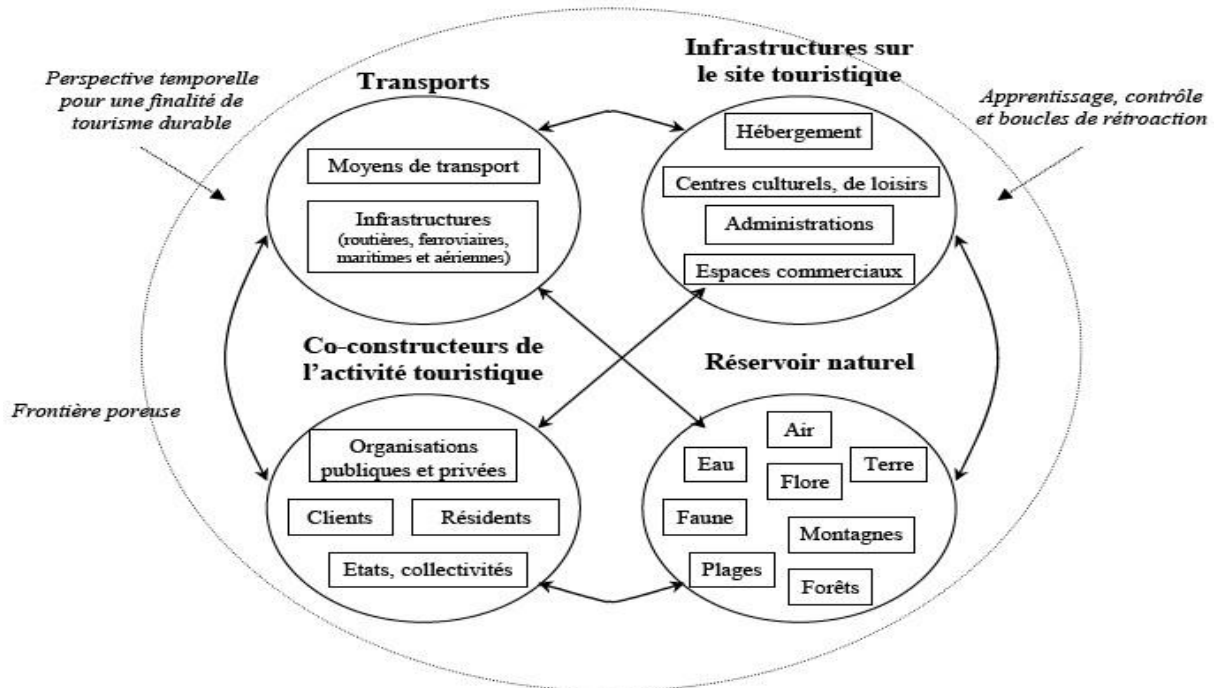 Infrastructures sur
le site touristique
Perspective temporelle
pour une finalité de
tourisme durable
Transports
Apprentissage, contrôle
et boucles de rétroaction
Moyens de transport
Infrastructures
(routières, ferroviaires,
maritimes et aériennes)
Hébergement
Centres culturels, de loisirs
Administrations
Espaces commerciaux
Co-constructeurs de
l’activité touristique
Réservoir naturel
Frontière poreuse
Organisations
publiques et privées
Clients
Résidents
Etats, collectivités
Air
Eau
Terre
Flore
Faune
Montagnes
Plages
Forêts